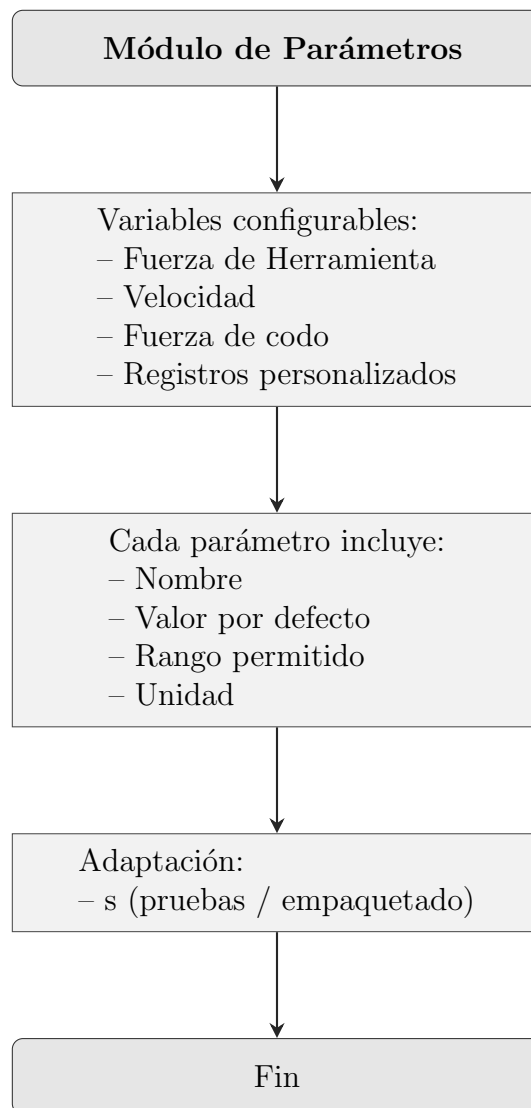 Módulo de Parámetros
Variables configurables:
– Fuerza de Herramienta
– Velocidad
– Fuerza de codo
– Registros personalizados
Cada parámetro incluye:
– Nombre
– Valor por defecto
– Rango permitido
– Unidad
Adaptación:
– s (pruebas / empaquetado)
Fin